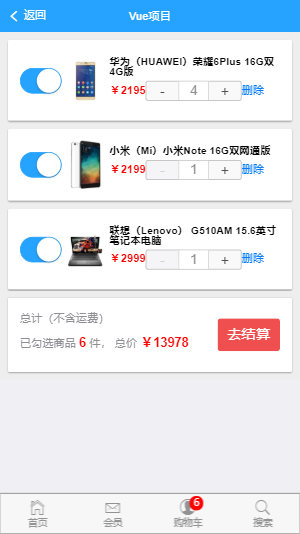 返回 Vue项目
华为（HUAWEI）荣耀6Plus 16G双
4G版
￥2195 - 4 + 删除
小米（Mi）小米Note 16G双网通版
￥2199 - 1 + 删除
联想（Lenovo） G510AM 15.6英寸
笔记本电脑
￥2999 - 1 + 删除
总计（不含运费）
已勾选商品 6 件， 总价 ￥13978
去结算
6
首页 会员 购物车 搜索